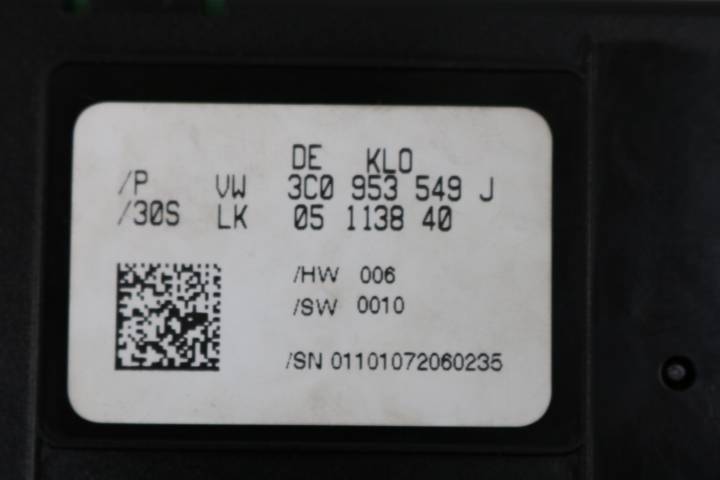 DE KLO
/P VW 3C0 953 549 J
/30S LK 05 1138 40
/HW 006
/SW 0010
/SN 01101072060235